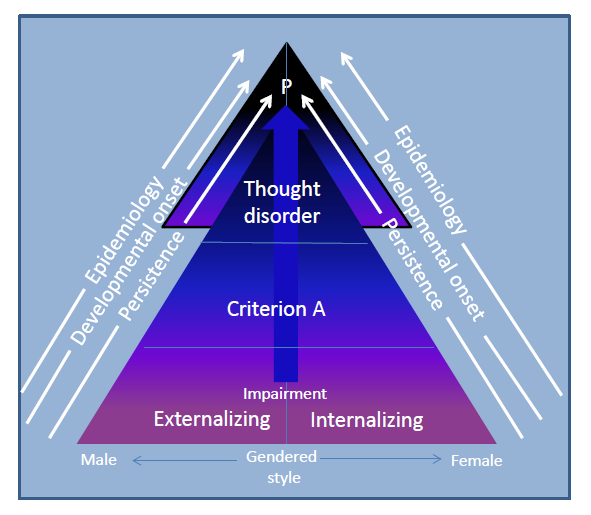 P
Thought
disorder
Epidemiology
Developmental onset
Persistence
Epidemiology
Developmental onset
Persistence
Criterion A
Impairment
Externalizing
Internalizing
Male
Gendered
style
Female